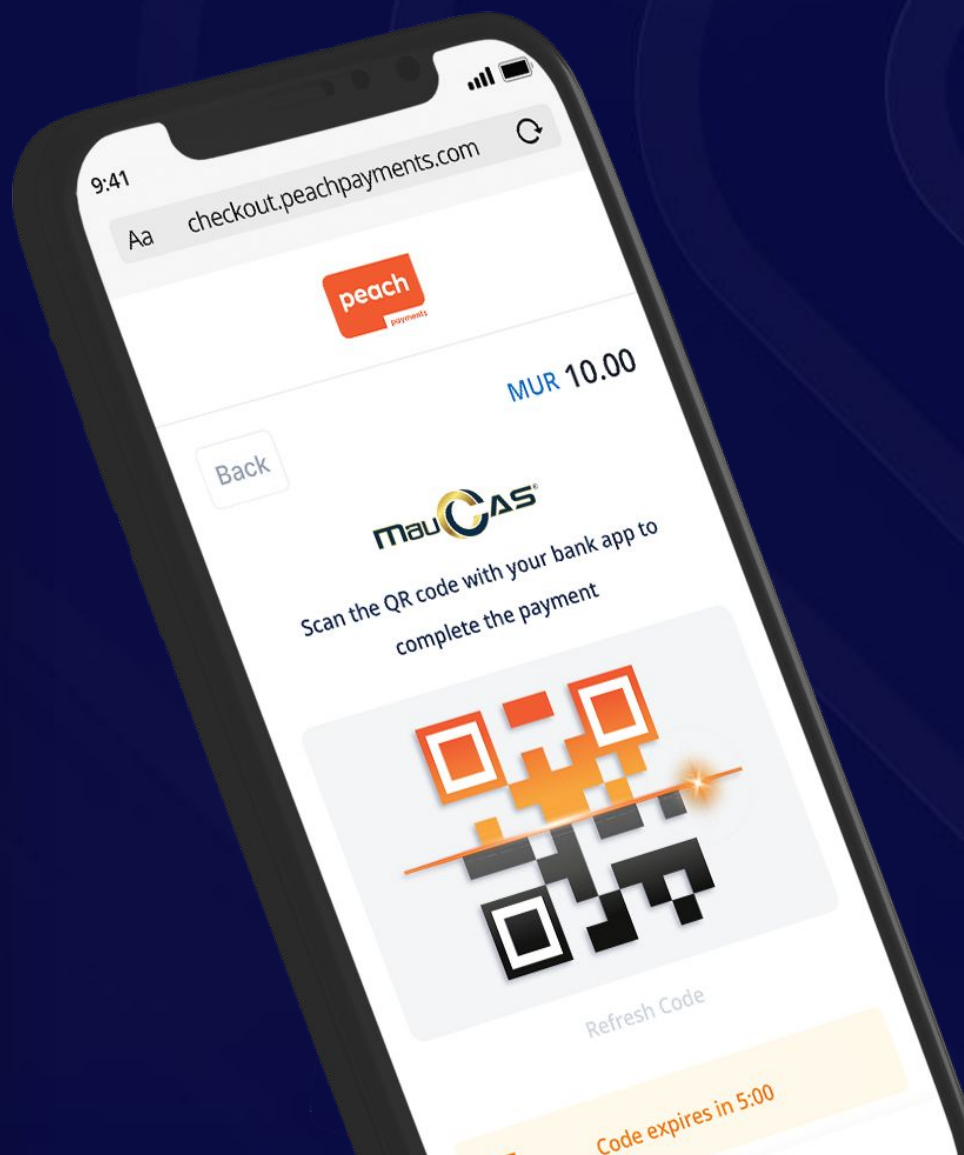 9:41
Aa checkout.peachpayments.com
peach
payments
MUR 10.00
Back
mauCAS®
Scan the QR code with your bank app to
complete the payment
Refresh Code
Code expires in 5:00